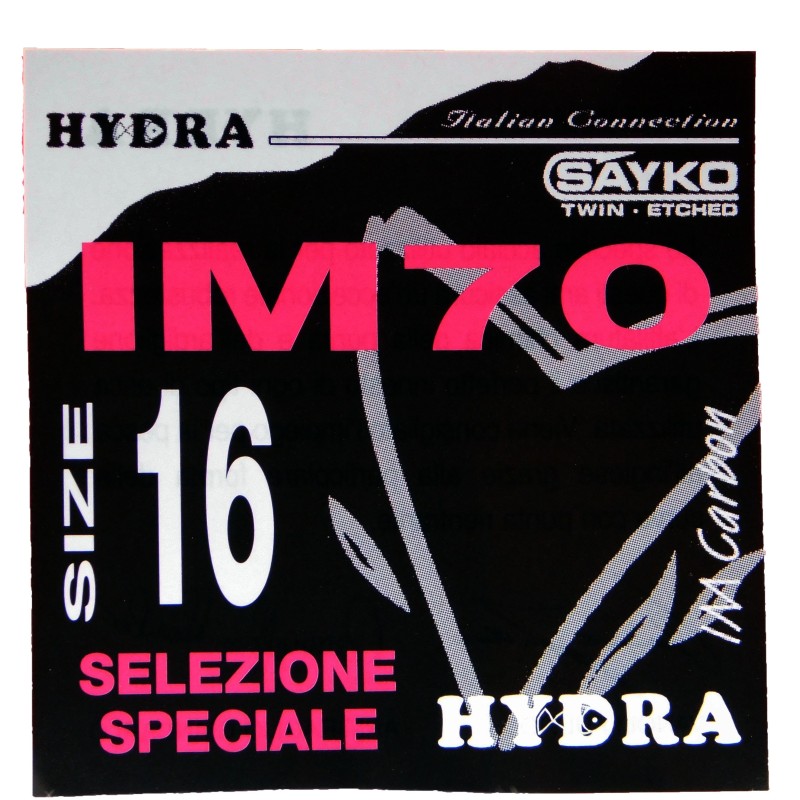 HYDRA
Italian Connection
SAYKO
TWIN · ETCHED
IM70
SIZE
16
IM Carbon
SELEZIONE
SPECIALE
HYDRA